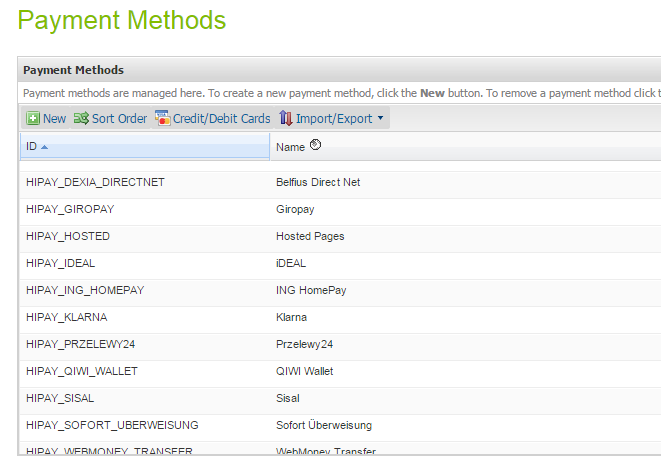 Payment Methods
Payment Methods
Payment methods are managed here. To create a new payment method, click the New button. To remove a payment method click t
New Sort Order Credit/Debit Cards Import/Export
ID Name
HIPAY_DEXIA_DIRECTNET Belfius Direct Net
HIPAY_GIROPAY Giropay
HIPAY_HOSTED Hosted Pages
HIPAY_IDEAL iDEAL
HIPAY_ING_HOMEPAY ING HomePay
HIPAY_KLARNA Klarna
HIPAY_PRZELEWY24 Przelewy24
HIPAY_QIWI_WALLET QIWI Wallet
HIPAY_SISAL Sisal
HIPAY_SOFORT_UBERWEISUNG Sofort Überweisung
HIPAY_WEBMONEY_TRANSFER WebMoney Transfer